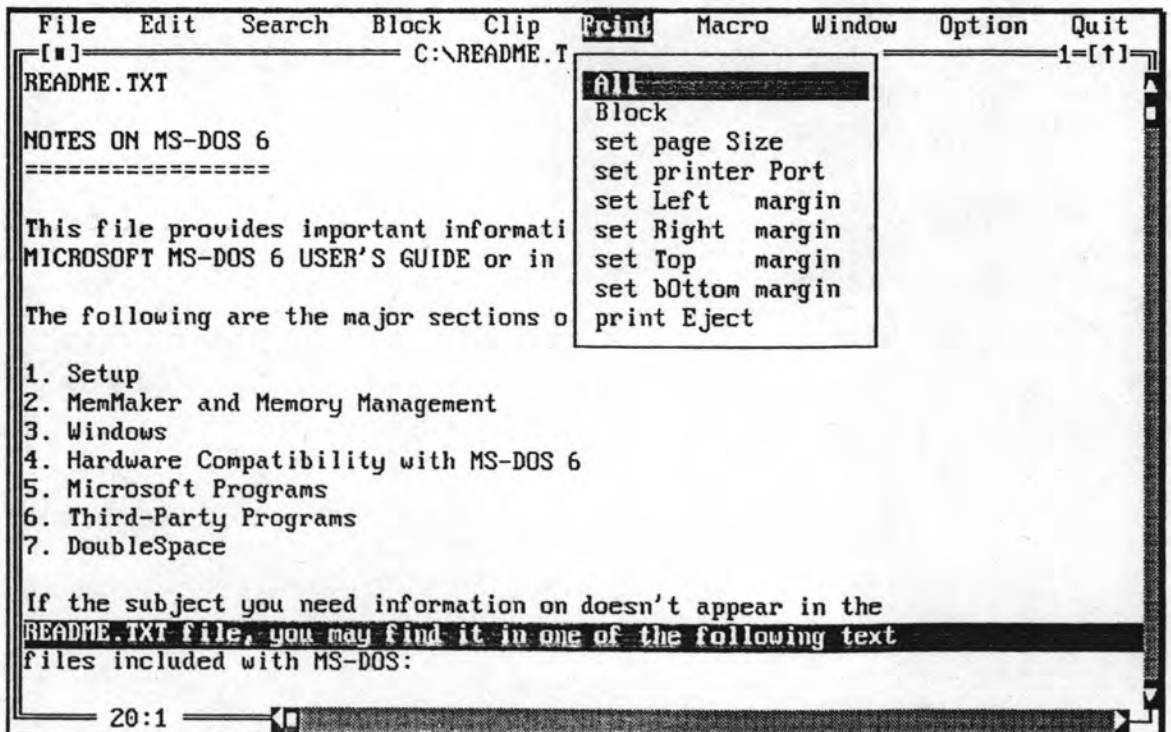 File Edit Search Block Clip Print Macro Window Option Quit
[■] C:\README.T 1=[↑]
README.TXT
All
Block
NOTES ON MS-DOS 6
set page Size
=================
set printer Port
set Left margin
This file provides important informati
set Right margin
MICROSOFT MS-DOS 6 USER'S GUIDE or in
set Top margin
set bOttom margin
The following are the major sections o
print Eject
1. Setup
2. MemMaker and Memory Management
3. Windows
4. Hardware Compatibility with MS-DOS 6
5. Microsoft Programs
6. Third-Party Programs
7. DoubleSpace
If the subject you need information on doesn't appear in the
README.TXT file, you may find it in one of the following text
files included with MS-DOS:
20:1